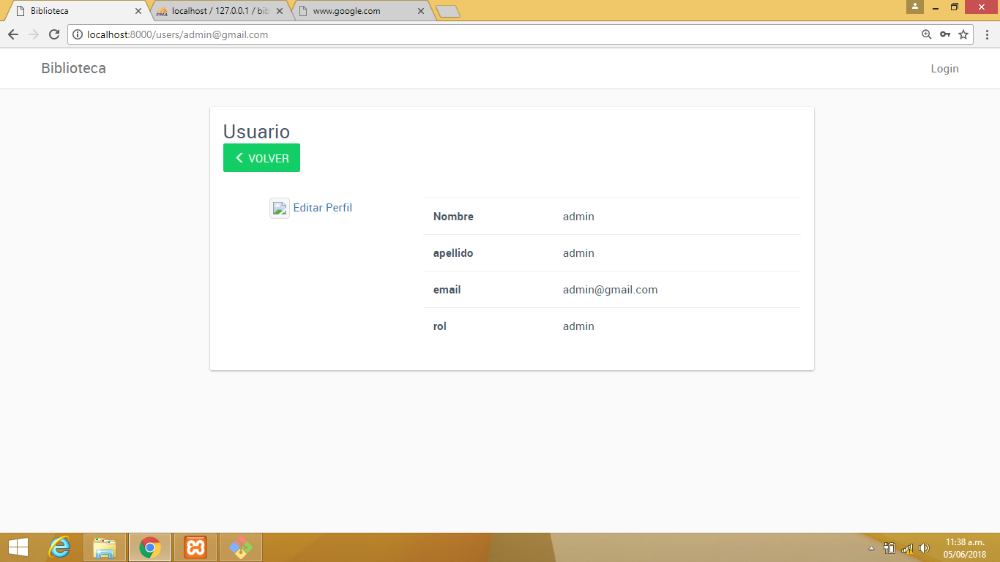 Biblioteca
localhost / 127.0.0.1 / bib
www.google.com
localhost:8000/users/admin@gmail.com
Biblioteca
Login
Usuario
VOLVER
Editar Perfil
Nombre admin
apellido admin
email admin@gmail.com
rol admin
11:38 a.m.
05/06/2018